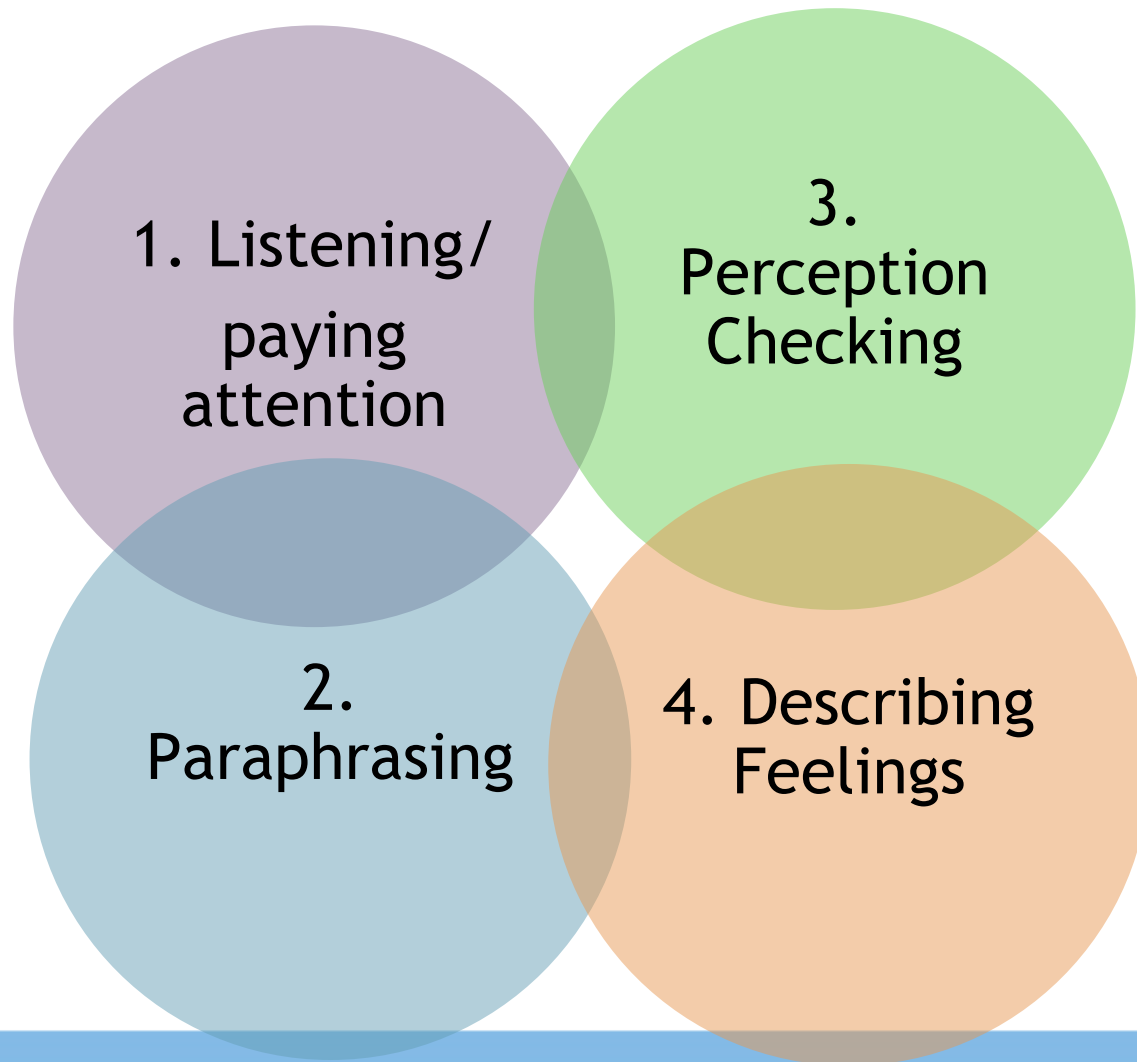 1. Listening/
paying
attention
2.
Paraphrasing
3.
Perception
Checking
4. Describing
Feelings